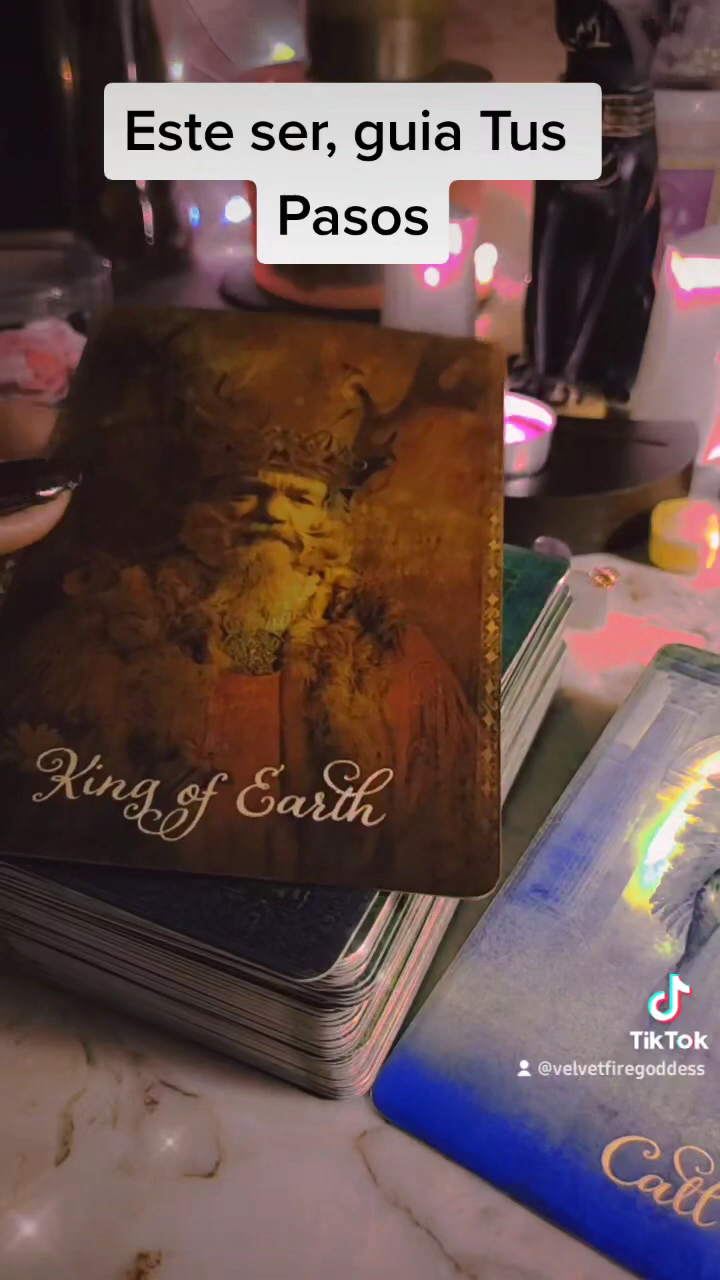 Este ser, guia Tus
Pasos
King of Earth
TikTok
@velvetfiregoddess